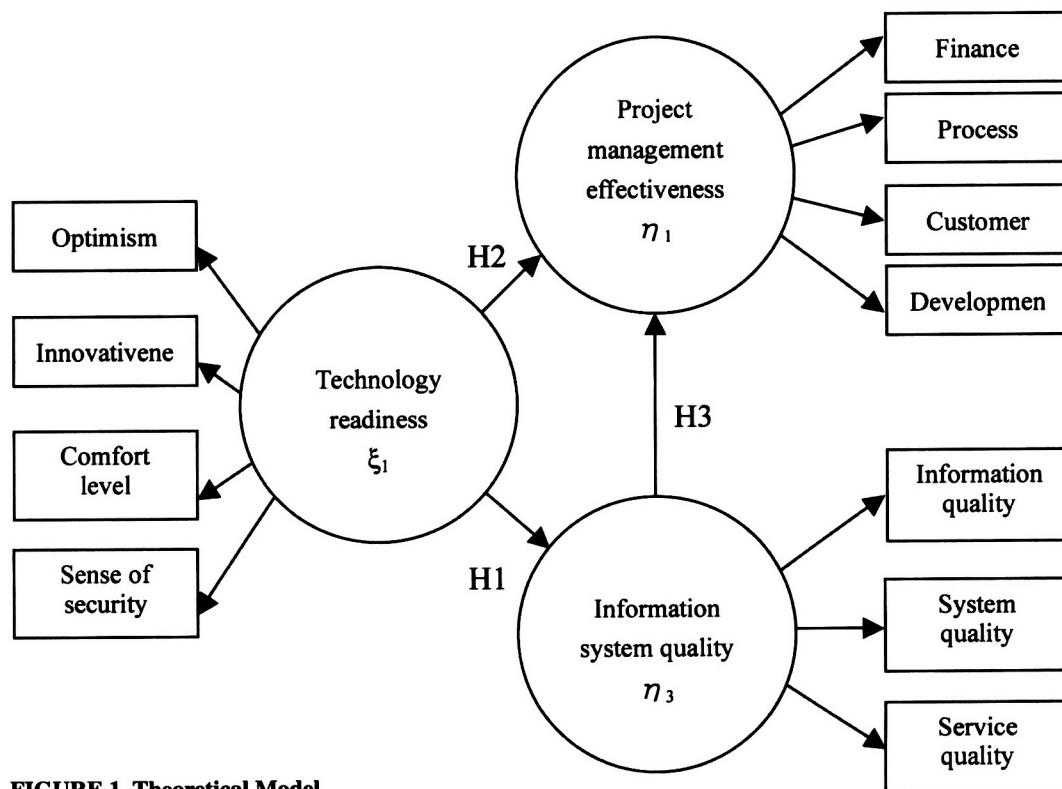 Optimism
Innovativene
Comfort
level
Sense of
security
Technology
readiness
ξ1
H2
H1
H3
Project
management
effectiveness
η 1
Information
system quality
η 3
Finance
Process
Customer
Developmen
Information
quality
System
quality
Service
quality
FIGURE 1. Theoretical Model